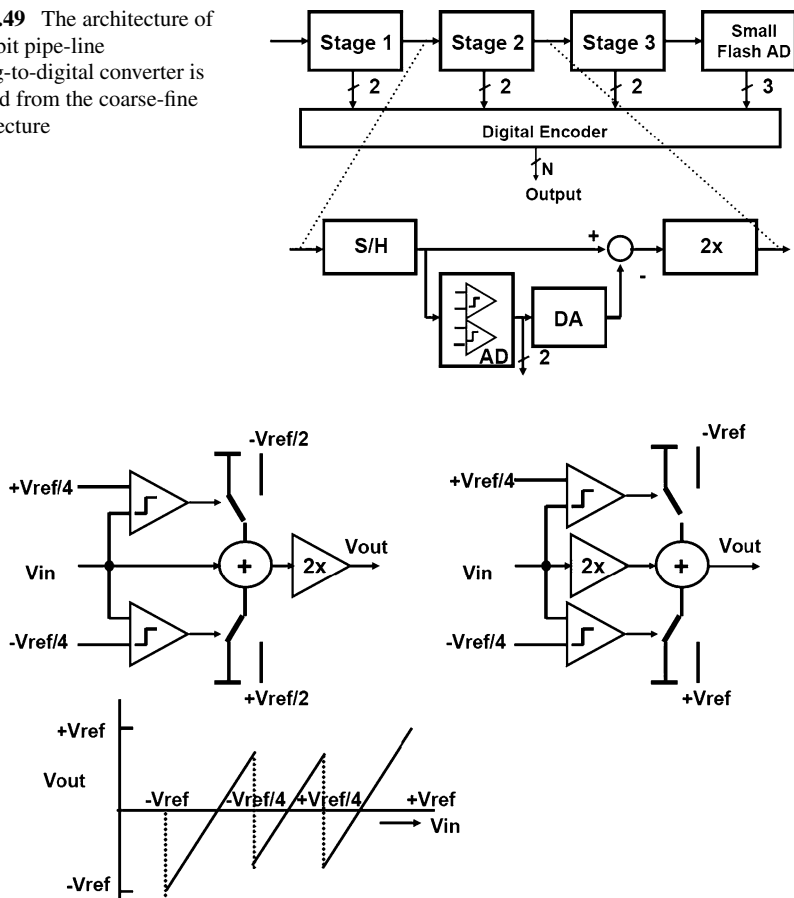 .49 The architecture of
bit pipe-line
g-to-digital converter is
d from the coarse-fine
ecture
Stage 1
Stage 2
Stage 3
Small
Flash AD
2
2
2
3
Digital Encoder
N
Output
S/H
+
-
2x
AD
2
DA
-Vref/2
+Vref/4
Vin
+
2x
Vout
-Vref/4
+Vref/2
-Vref
+Vref/4
Vin
2x
+
Vout
-Vref/4
+Vref
+Vref
Vout
-Vref
-Vref/4
+Vref/4
+Vref
Vin
-Vref